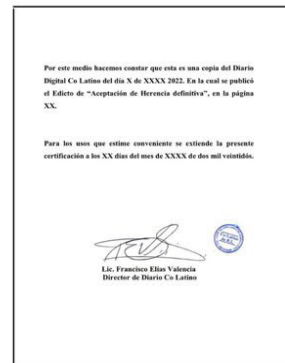 Por este medio hacemos constar que esta es una copia del Diario
Digital Co Latino del día X de XXXX 2022. En la cual se publicó
el Edicto de “Aceptación de Herencia definitiva”, en la página
XX.
Para los usos que estime conveniente se extiende la presente
certificación a los XX días del mes de XXXX de dos mil veintidós.
Lic. Francisco Elías Valencia
Director de Diario Co Latino